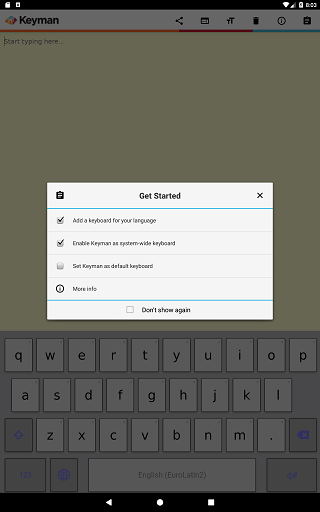 8:03
Keyman
Start typing here...
Get Started
Add a keyboard for your language
Enable Keyman as system-wide keyboard
Set Keyman as default keyboard
More info
Don't show again
q w e r t y u i o p
a s d f g h j k l
z x c v b n m .
*123 English (EuroLatin2)